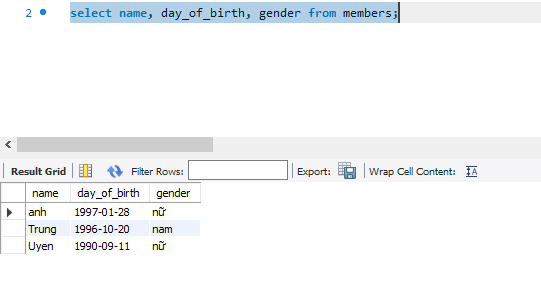 2 select name, day_of_birth, gender from members;
Result Grid Filter Rows: Export: Wrap Cell Content: IA
name day_of_birth gender
anh 1997-01-28 nữ
Trung 1996-10-20 nam
Uyen 1990-09-11 nữ